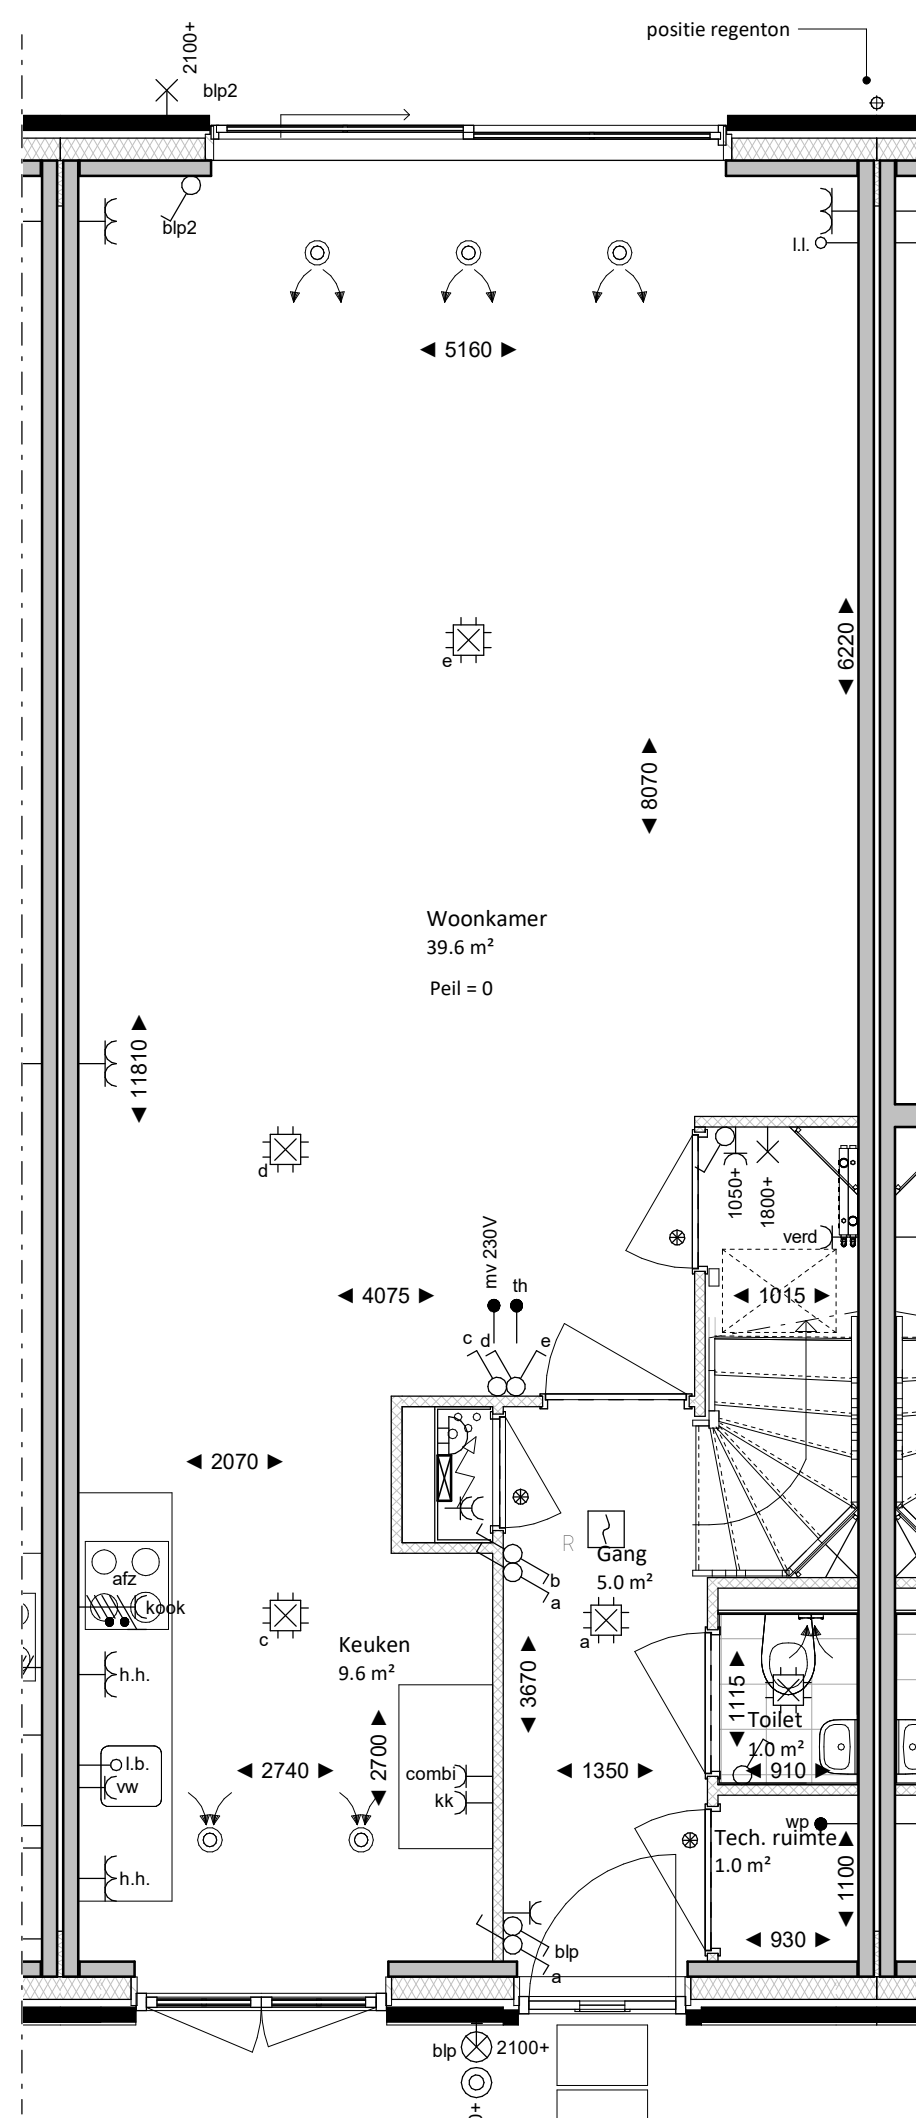 positie regenton
2100+
blp2
blp2
l.l.
◄ 5160 ►
◄ 6220 ►
e
◄ 8070 ►
Woonkamer
39.6 m²
Peil = 0
◄ 11810 ►
d
1050+
1800+
verd
mv 230V
th
◄ 4075 ►
◄ 1015 ►
c d e
◄ 2070 ►
R
Gang
5.0 m²
b
a
afz
kook
c
a
Keuken
9.6 m²
h.h.
◄ 3670 ►
◄ 1115 ►
Toilet
1.0 m²
◄ 910 ►
l.b.
vw
◄ 2740 ►
◄ 2700 ►
combi
kk
◄ 1350 ►
wp
Tech. ruimte
1.0 m²
◄ 1100 ►
h.h.
◄ 930 ►
blp
a
blp
2100+